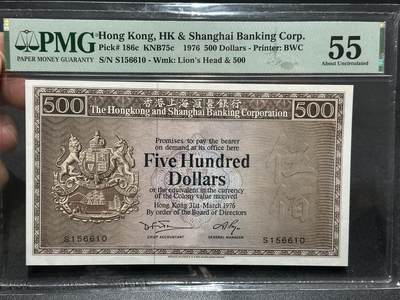 PMG
PAPER MONEY GUARANTY
Hong Kong, HK & Shanghai Banking Corp.
Pick# 186c KNB75c 1976 500 Dollars - Printer: BWC
S/N S156610 - Wmk: Lion's Head & 500
55
About Uncirculated
500
香港上海滙豐銀行
500
The Hongkong and Shanghai Banking Corporation
Promises to pay the bearer
on demand at its office here
Five Hundred
Dollars
or the equivalent in the currency
of the Colony value received
Hong Kong 31st March 1976
By order of the Board of Directors
S156610
CHIEF ACCOUNTANT
GENERAL MANAGER
S156610